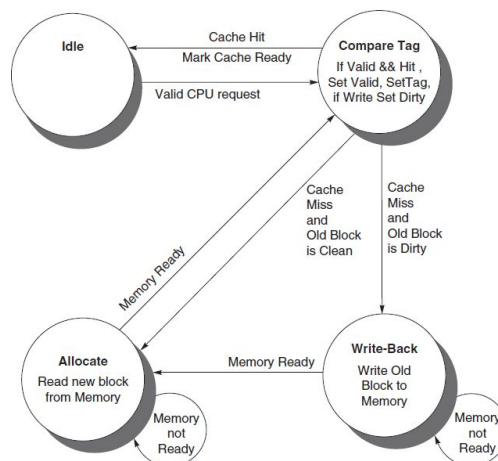 Idle
Cache Hit
Mark Cache Ready
Valid CPU request
Compare Tag
If Valid && Hit ,
Set Valid, SetTag,
if Write Set Dirty
Cache
Miss
and
Old Block
is Clean
Cache
Miss
and
Old Block
is Dirty
Memory Ready
Allocate
Read new block
from Memory
Memory
not
Ready
Memory Ready
Write-Back
Write Old
Block to
Memory
Memory
not
Ready